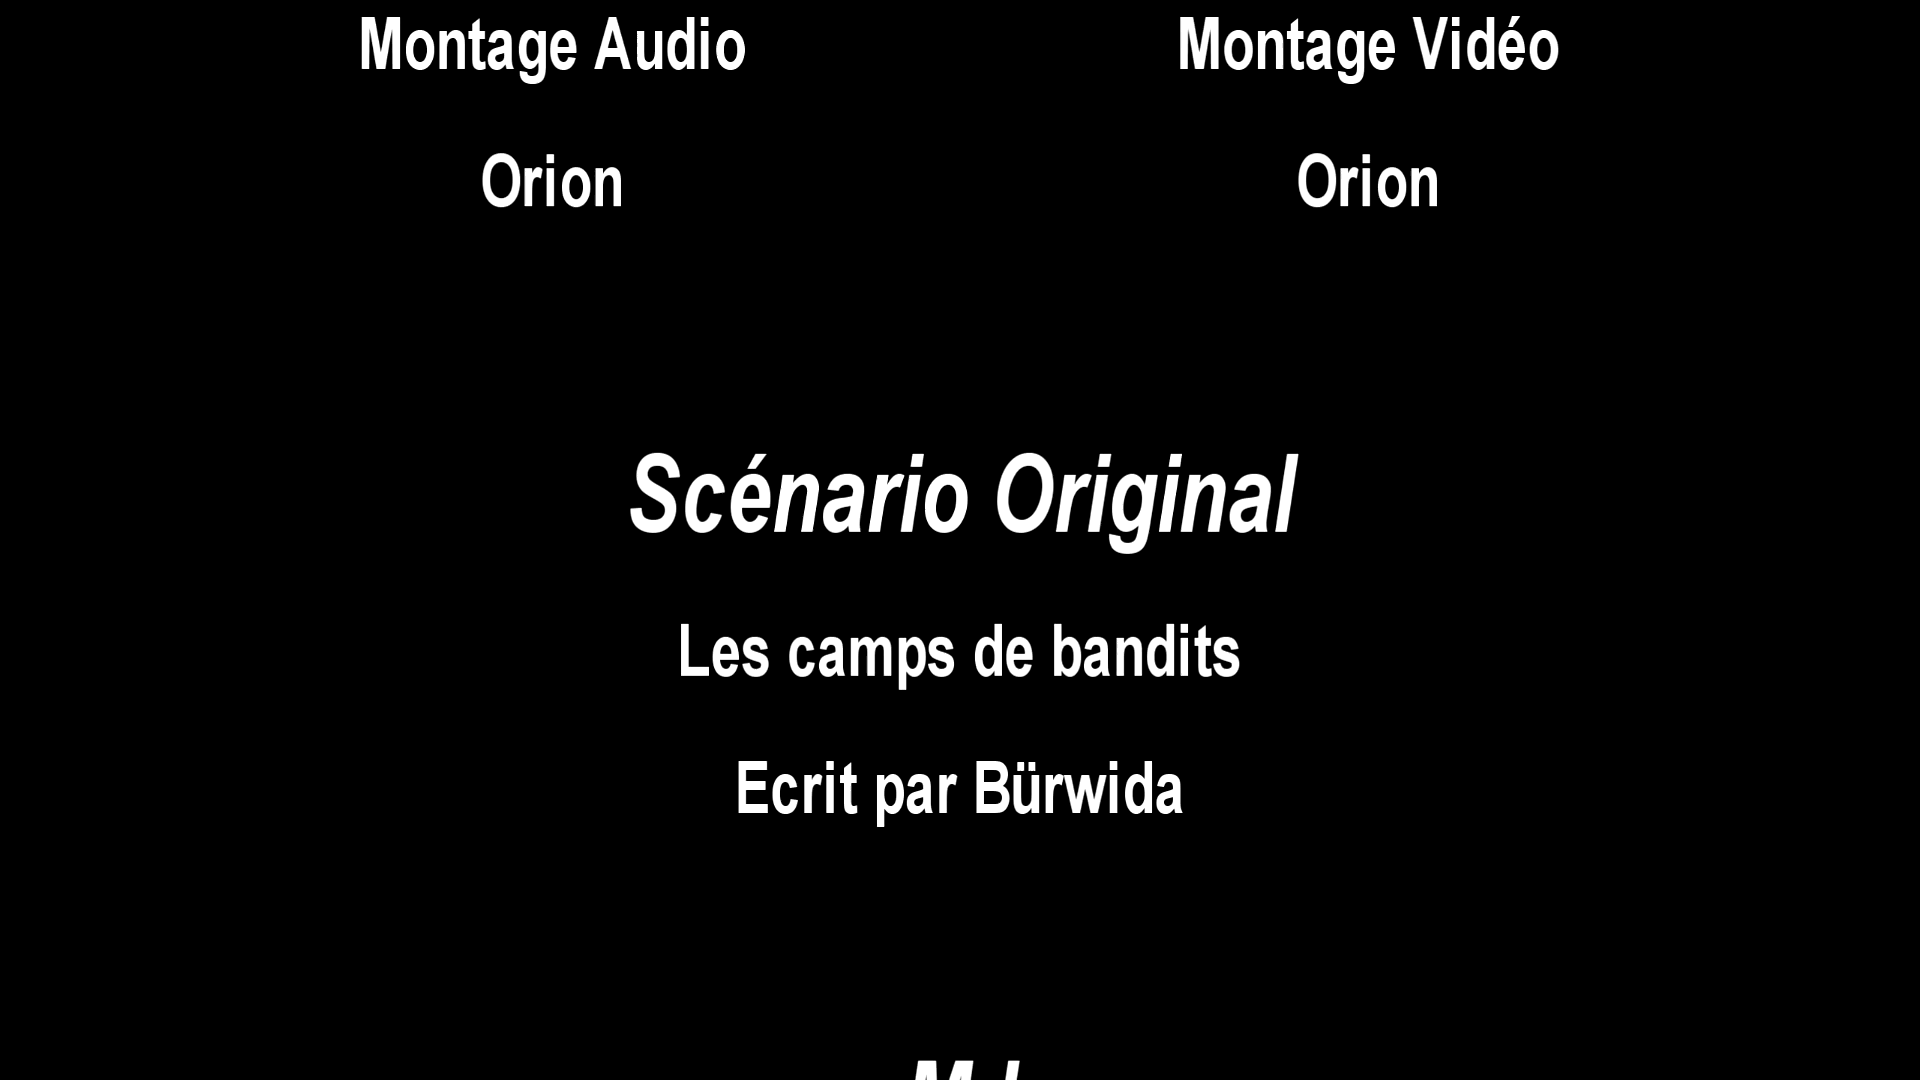 Montage Audio
Montage Vidéo
Orion
Orion
Scénario Original
Les camps de bandits
Ecrit par Bürwida